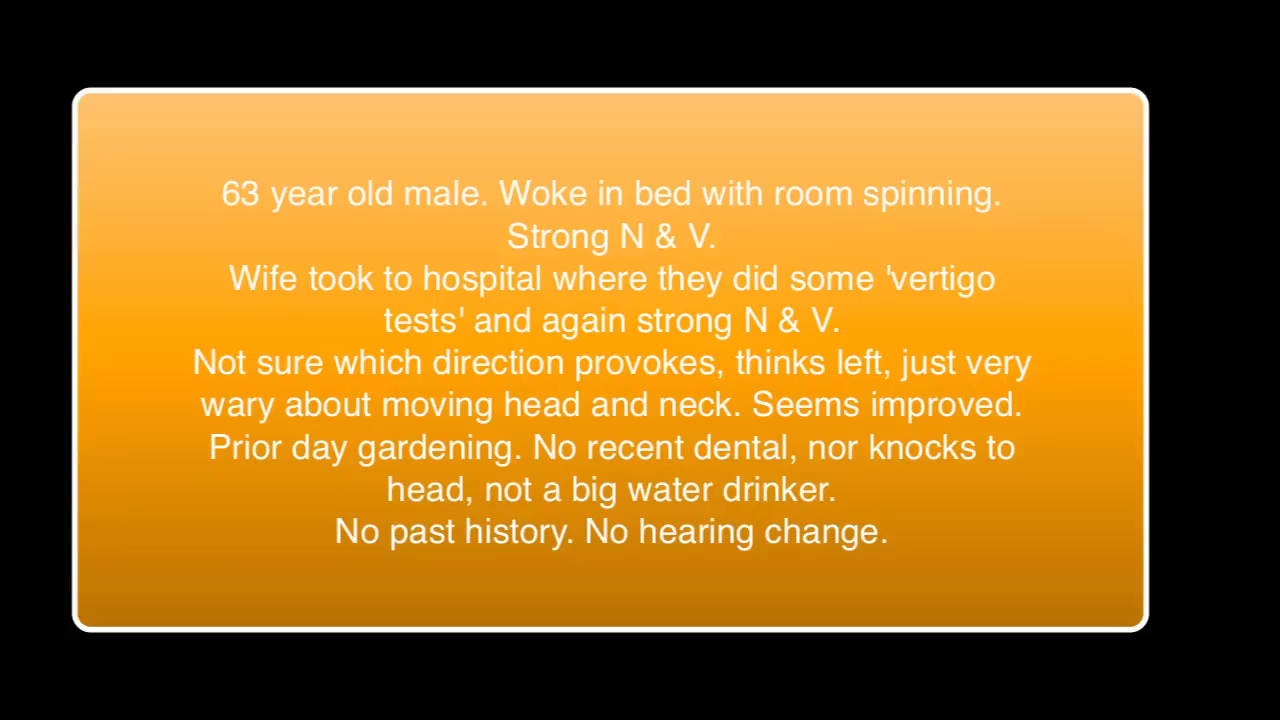 63 year old male. Woke in bed with room spinning.
Strong N & V.
Wife took to hospital where they did some 'vertigo
tests' and again strong N & V.
Not sure which direction provokes, thinks left, just very
wary about moving head and neck. Seems improved.
Prior day gardening. No recent dental, nor knocks to
head, not a big water drinker.
No past history. No hearing change.